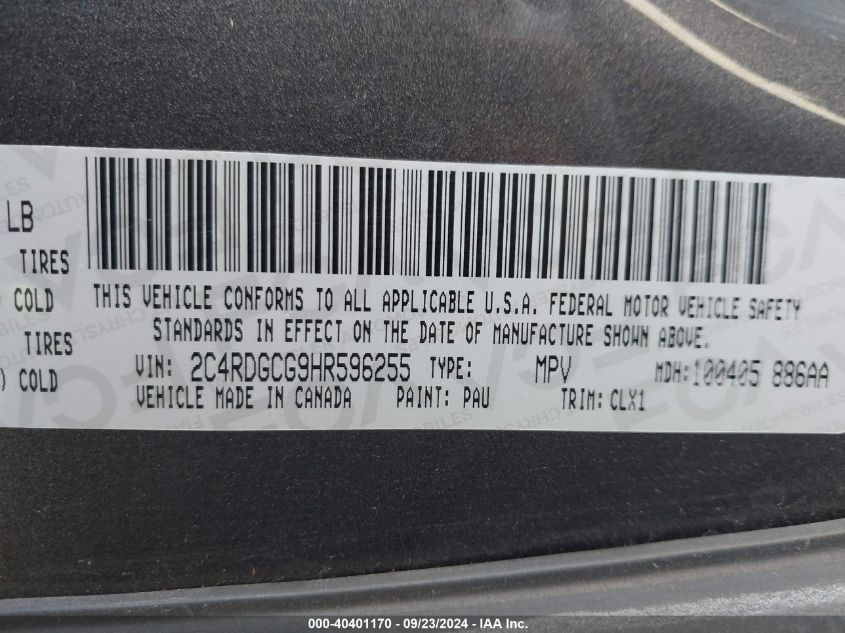 LB
TIRES
COLD
TIRES
) COLD
THIS VEHICLE CONFORMS TO ALL APPLICABLE U.S.A. FEDERAL MOTOR VEHICLE SAFETY
STANDARDS IN EFFECT ON THE DATE OF MANUFACTURE SHOWN ABOVE.
VIN: 2C4RDGCG9HR596255 TYPE: MPV MDH: 100405 886AA
VEHICLE MADE IN CANADA PAINT: PAU TRIM: CLX1
000-40401170 - 09/23/2024 - IAA Inc.